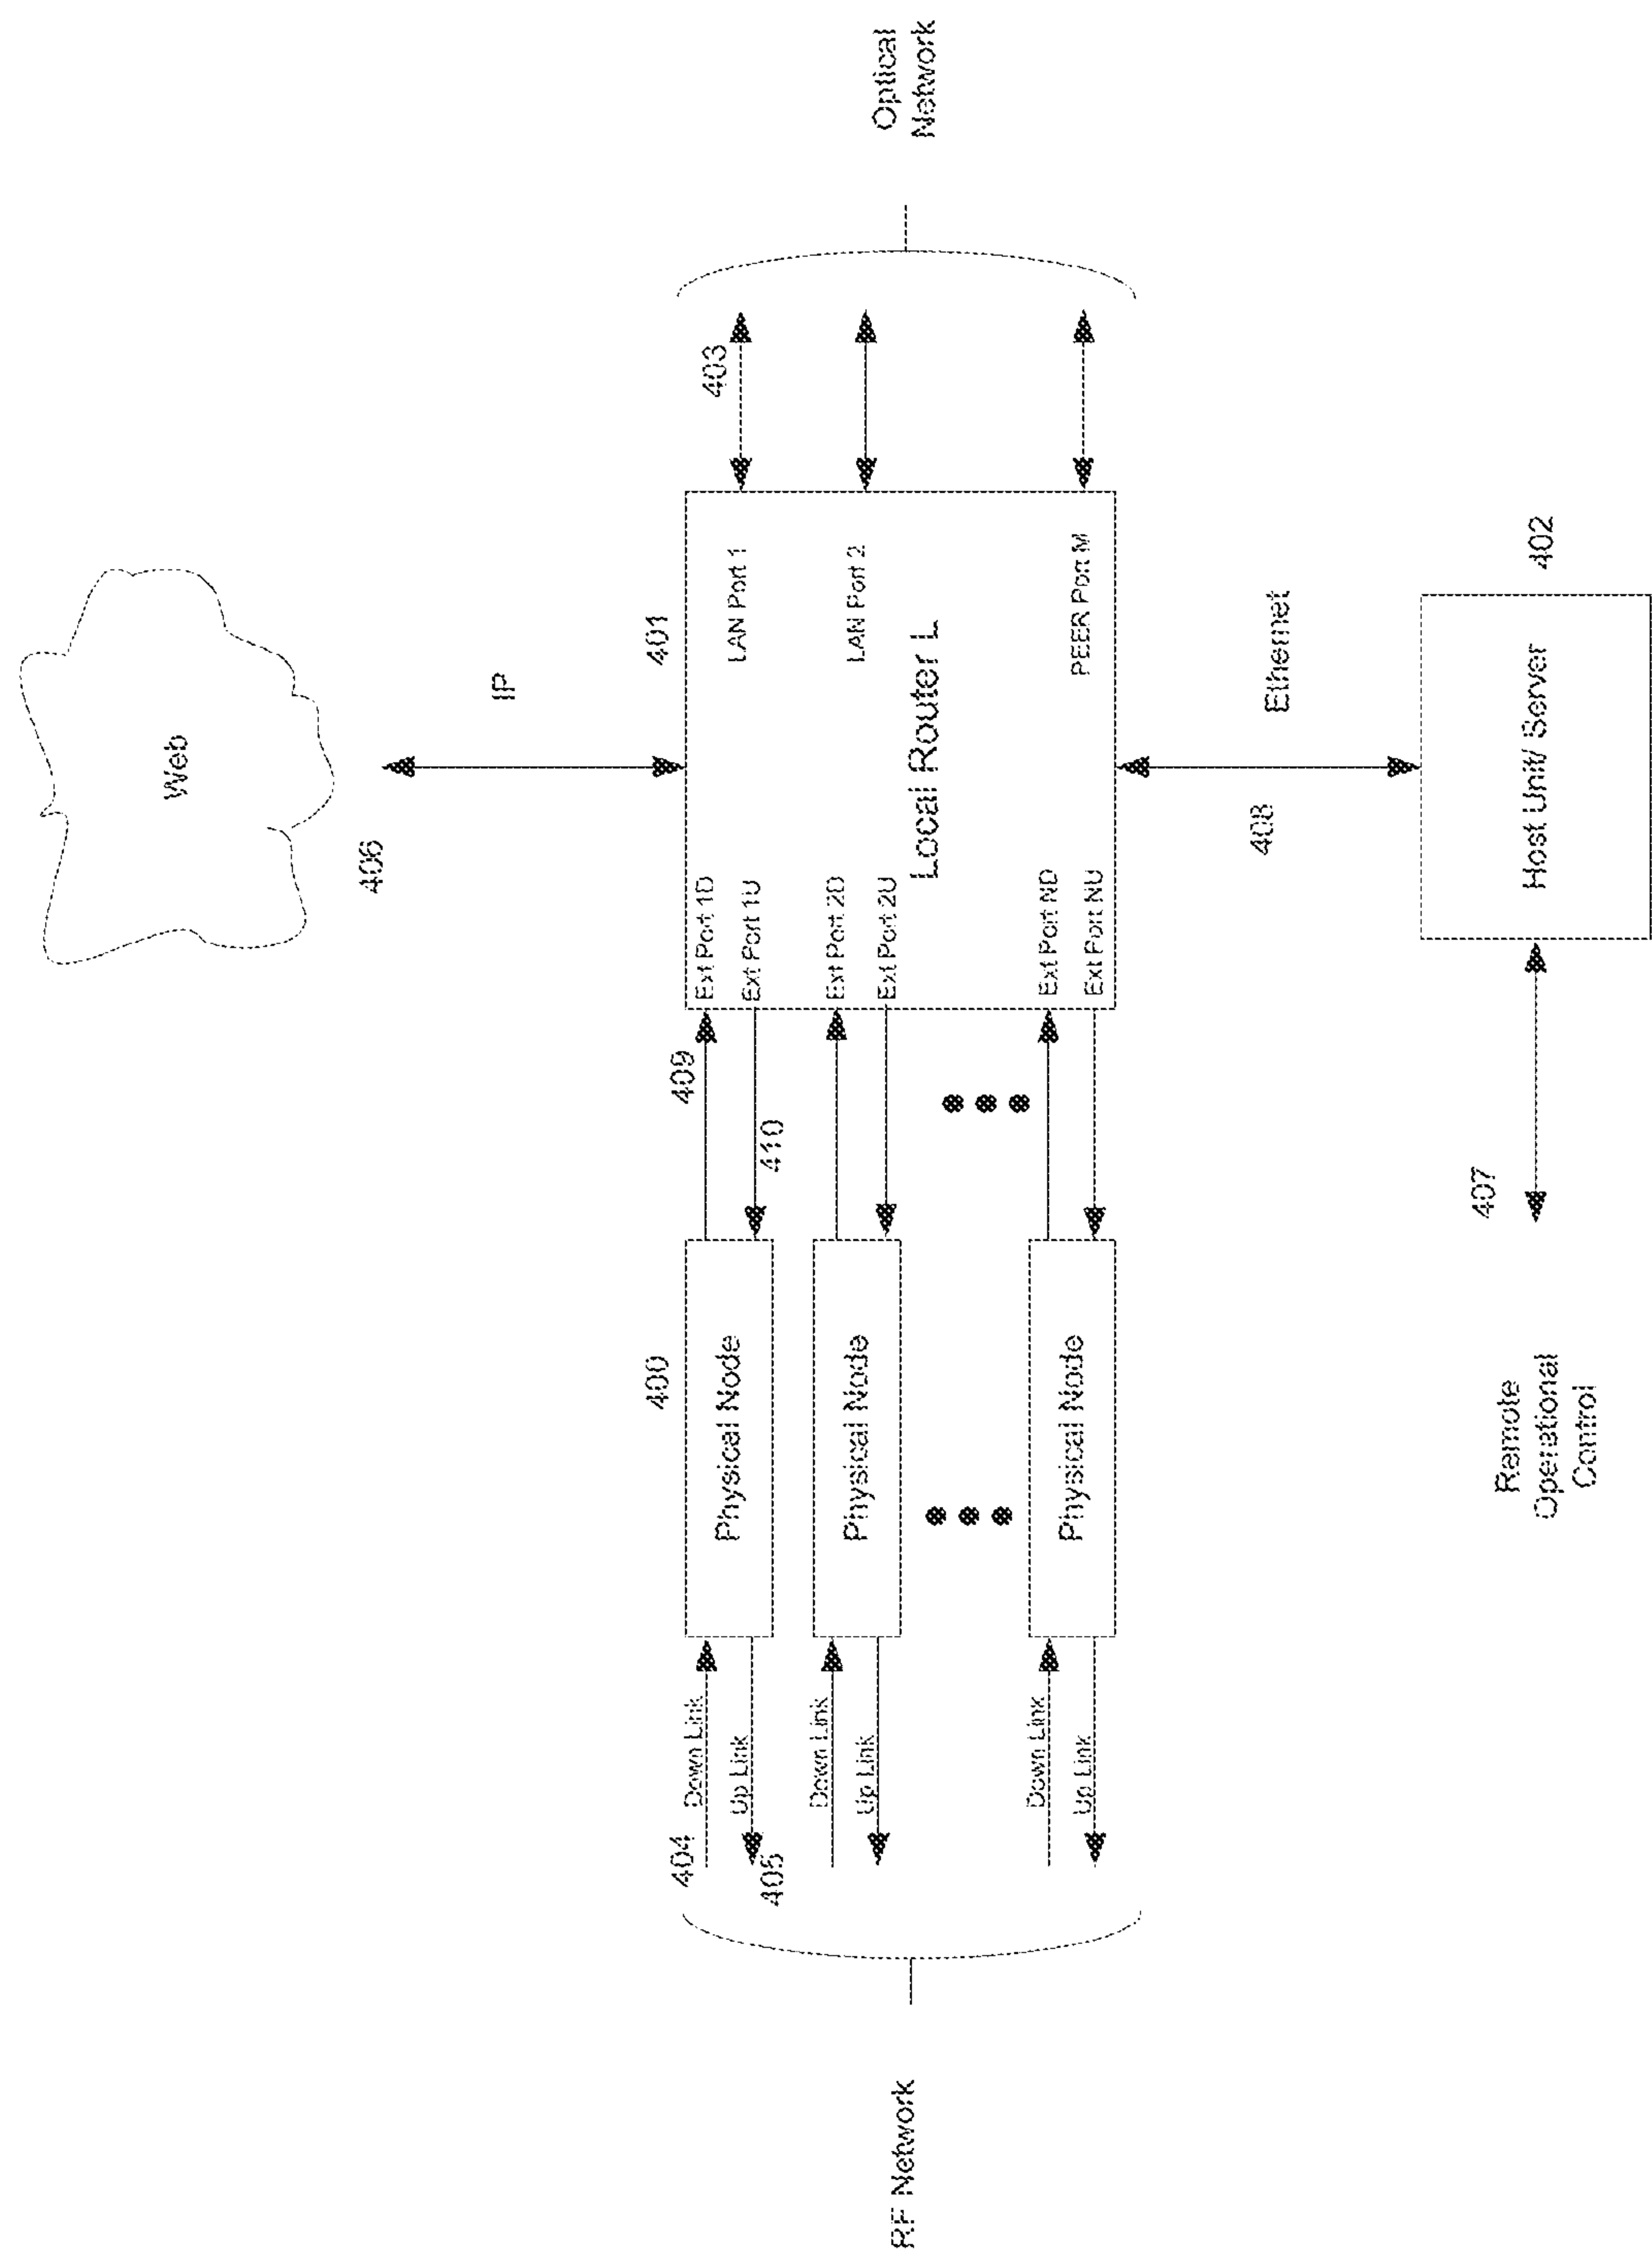 Web
406
IP
RF Network
404
Down Link
Up Link
405
Down Link
Up Link
Down Link
Up Link
400
Physical Node
Physical Node
Physical Node
409
410
401
Ext Port 1D
Ext Port 1U
Ext Port 2D
Ext Port 2U
Ext Port ND
Ext Port NU
Local Router L
LAN Port 1
LAN Port 2
PEER Port M
403
Optical
Network
408
Ethernet
Remote
Operational
Control
407
Host Unit/ Server
402